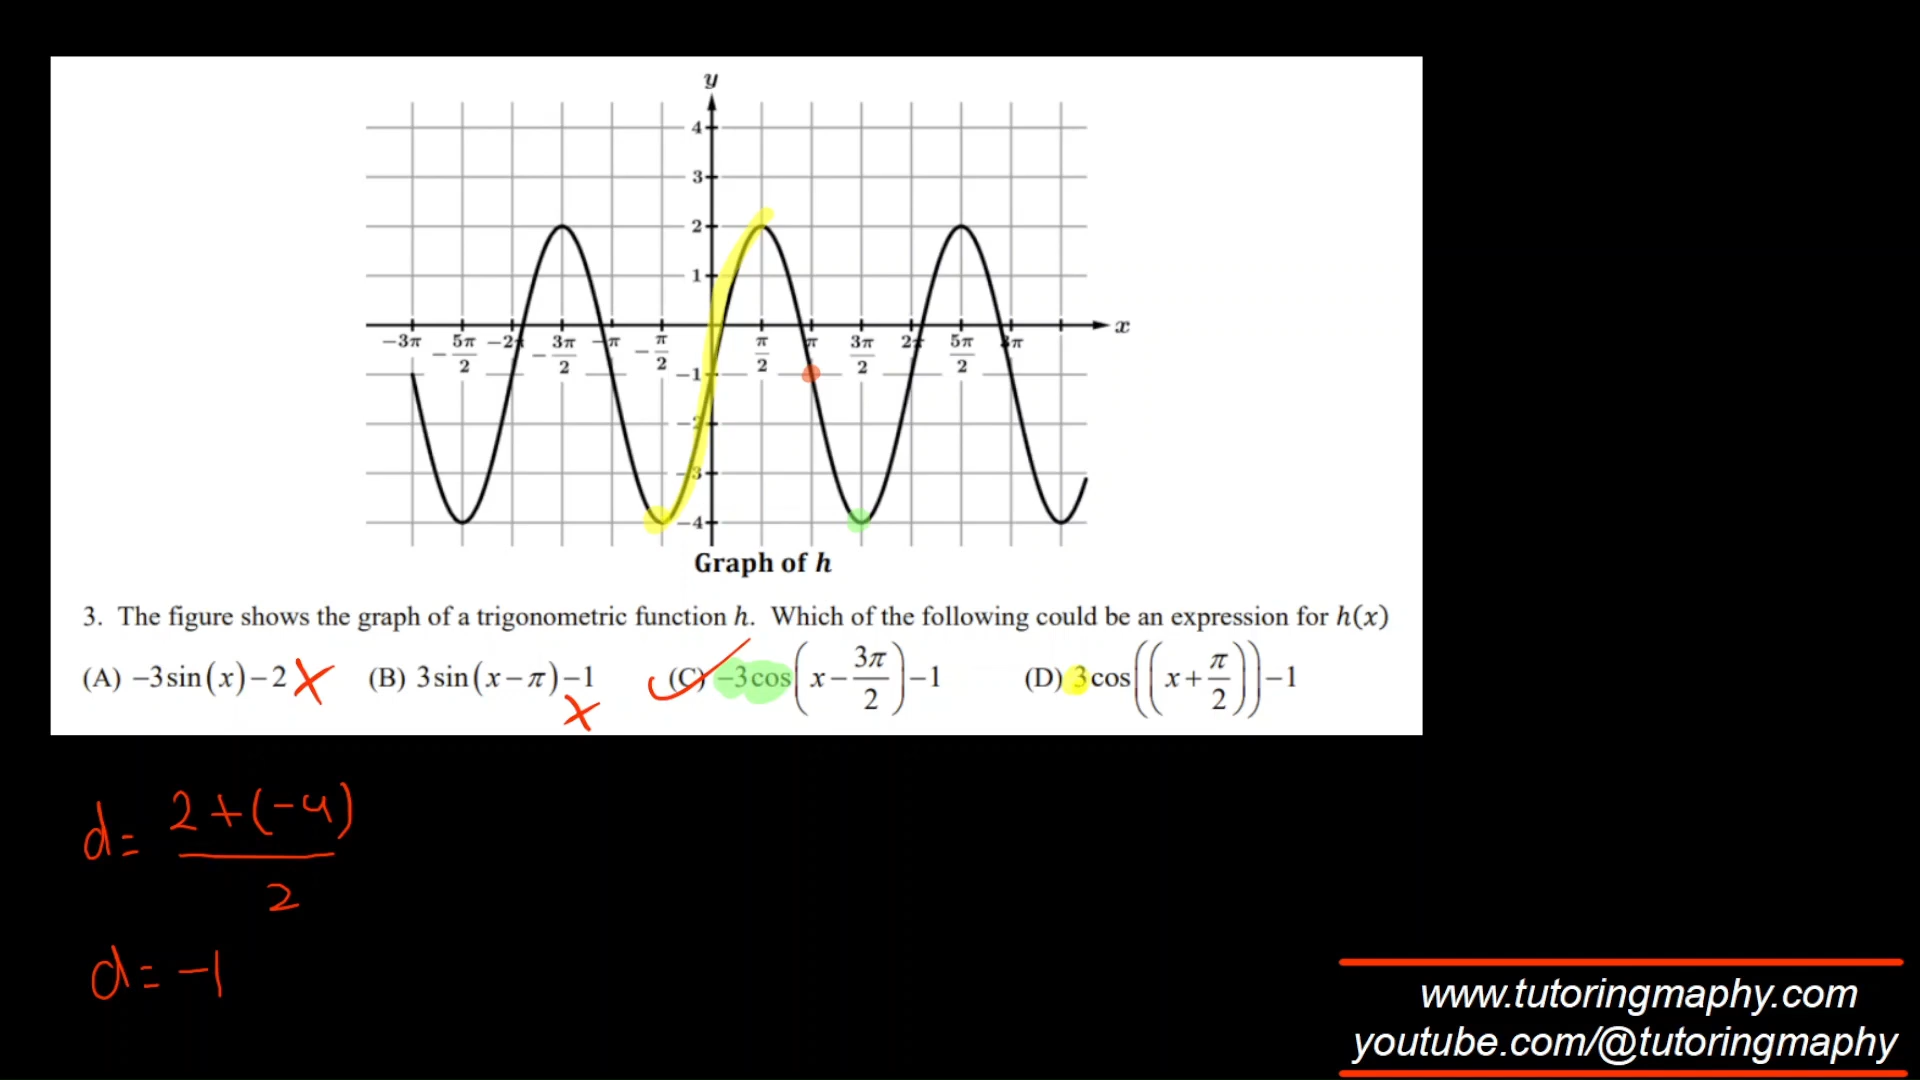 y
4
3
2
1
−1
−2
−3
−4
x
−3π −5π/2 −2π −3π/2 −π −π/2 π/2 π 3π/2 2π 5π/2 3π
Graph of h
3. The figure shows the graph of a trigonometric function h. Which of the following could be an expression for h(x)
(A) −3sin(x)−2 (B) 3sin(x−π)−1 (C) −3cos(x−3π/2)−1 (D) 3cos((x+π/2))−1
d= 2+(-4)
2
d=-1
www.tutoringmaphy.com
youtube.com/@tutoringmaphy